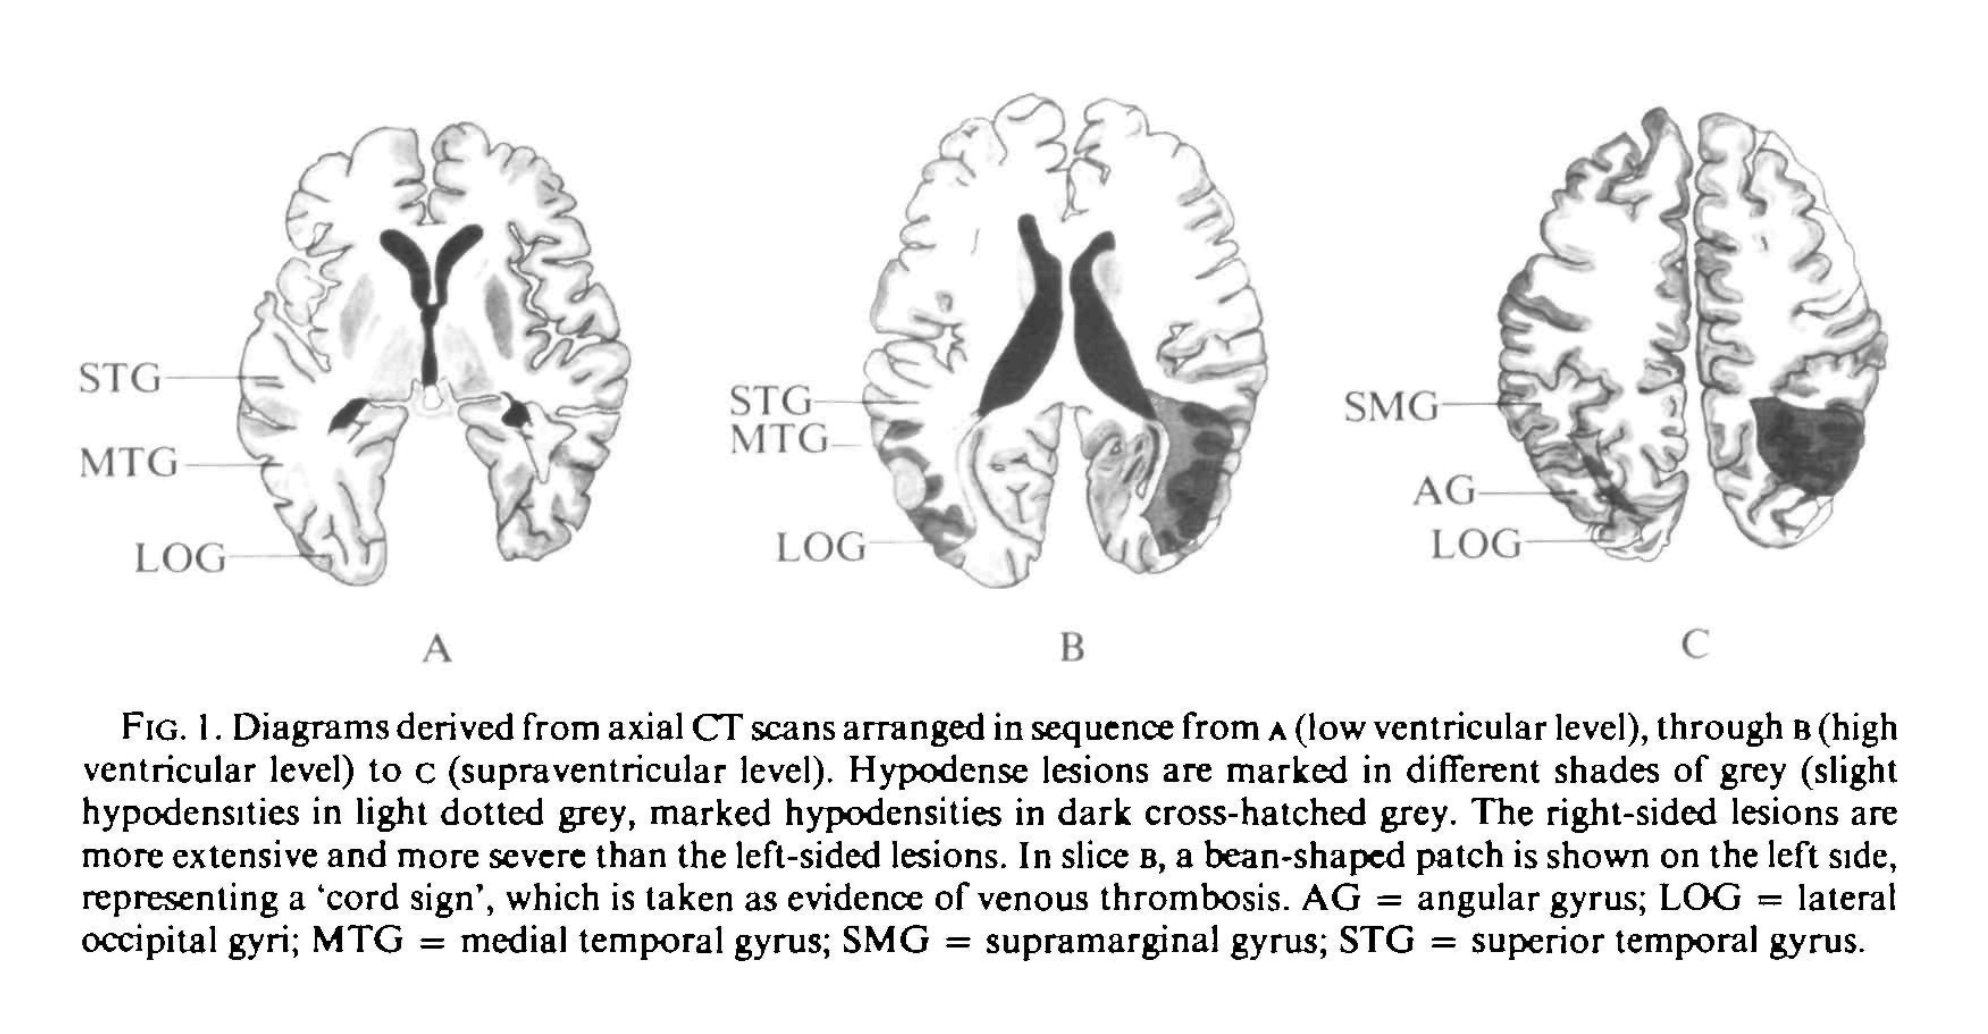 STG
MTG
LOG
STG
MTG
LOG
SMG
AG
LOG
A
B
C
FIG. 1. Diagrams derived from axial CT scans arranged in sequence from A (low ventricular level), through B (high
ventricular level) to C (supraventricular level). Hypodense lesions are marked in different shades of grey (slight
hypodensities in light dotted grey, marked hypodensities in dark cross-hatched grey. The right-sided lesions are
more extensive and more severe than the left-sided lesions. In slice B, a bean-shaped patch is shown on the left side,
representing a ‘cord sign’, which is taken as evidence of venous thrombosis. AG = angular gyrus; LOG = lateral
occipital gyri; MTG = medial temporal gyrus; SMG = supramarginal gyrus; STG = superior temporal gyrus.